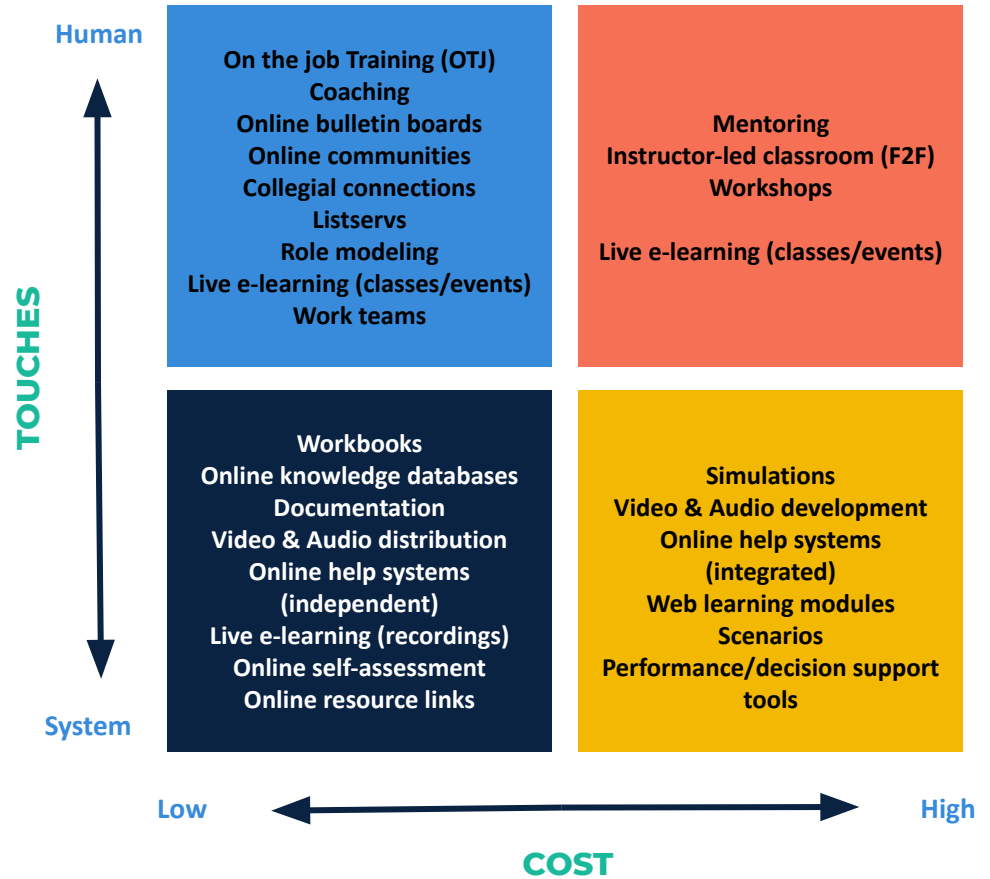 Human
On the job Training (OTJ)
Coaching
Online bulletin boards
Online communities
Collegial connections
Listservs
Role modeling
Live e-learning (classes/events)
Work teams
Mentoring
Instructor-led classroom (F2F)
Workshops
Live e-learning (classes/events)
TOUCHES
Workbooks
Online knowledge databases
Documentation
Video & Audio distribution
Online help systems
(independent)
Live e-learning (recordings)
Online self-assessment
Online resource links
Simulations
Video & Audio development
Online help systems
(integrated)
Web learning modules
Scenarios
Performance/decision support
tools
System
Low
High
COST